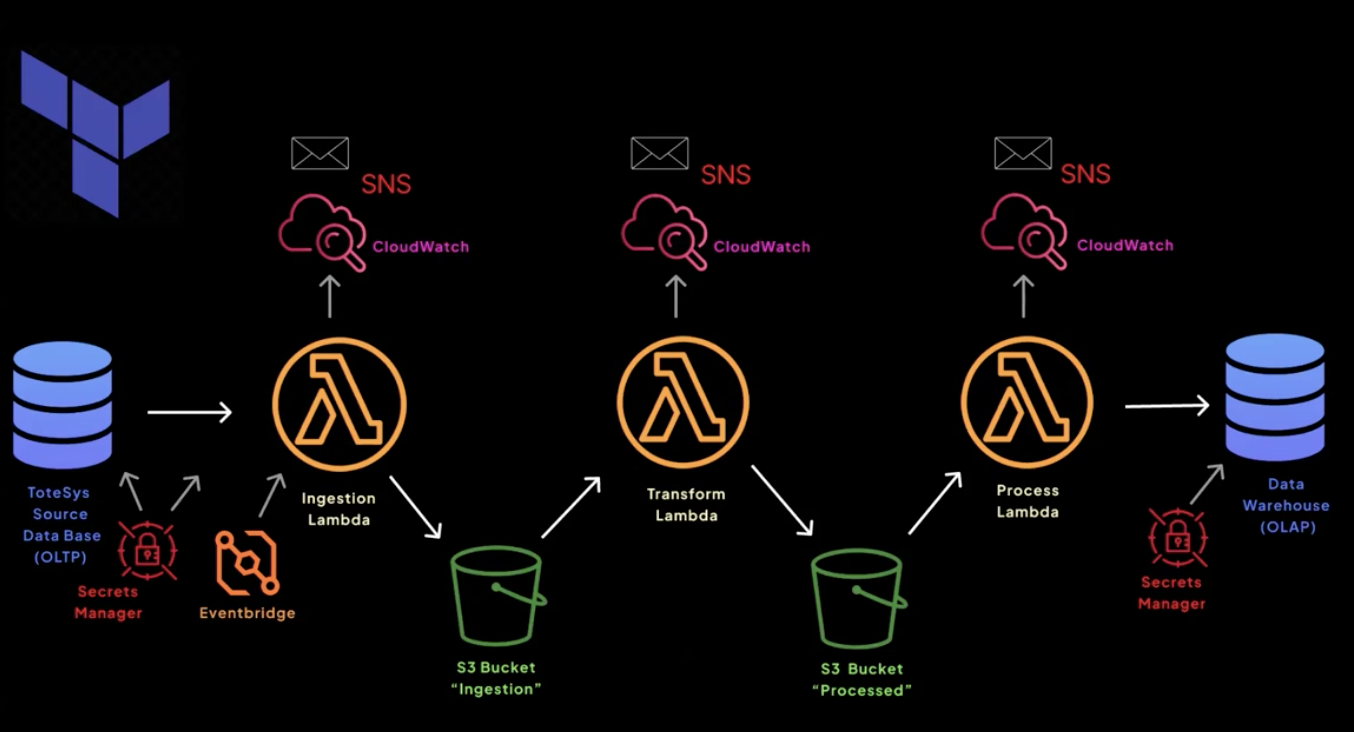 SNS
CloudWatch
SNS
CloudWatch
SNS
CloudWatch
ToteSys
Source
Data Base
(OLTP)
Secrets
Manager
Eventbridge
Ingestion
Lambda
S3 Bucket
“Ingestion”
Transform
Lambda
S3 Bucket
“Processed”
Process
Lambda
Secrets
Manager
Data
Warehouse
(OLAP)